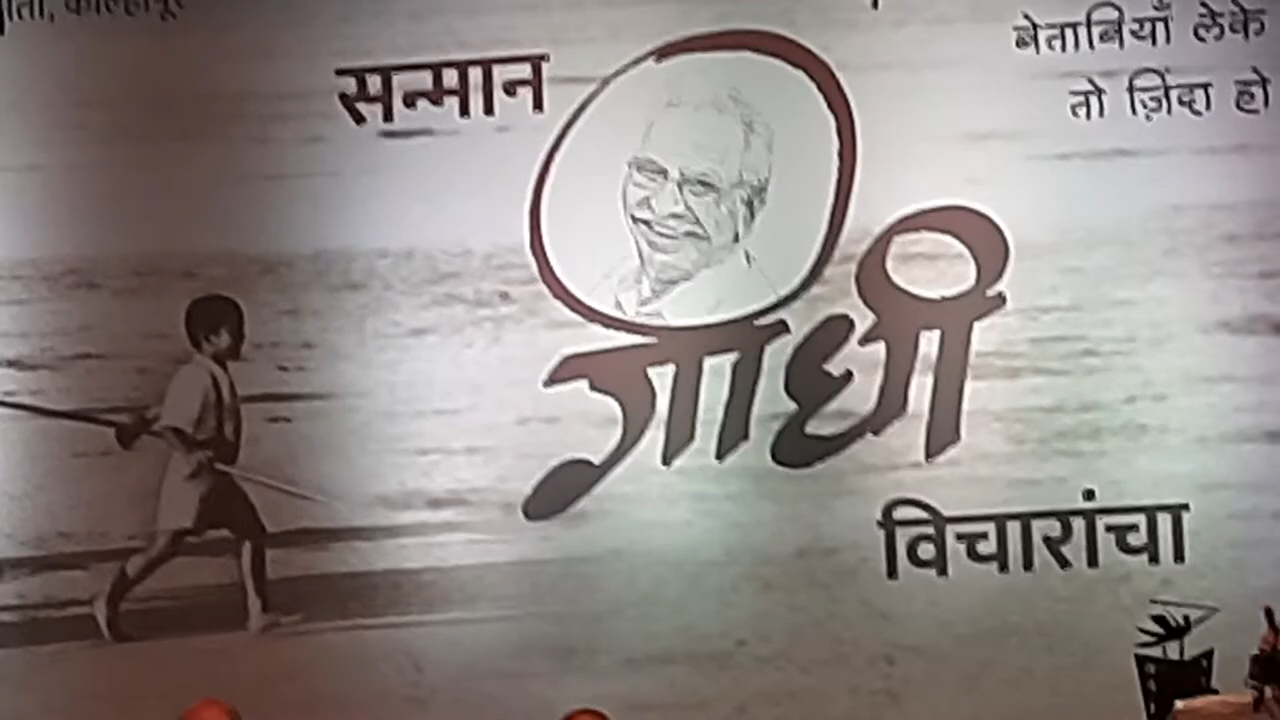 कोल्हापूर
सन्मान
बेताबियाँ लेके
तो ज़िंदा हो
गांधी
विचारांचा